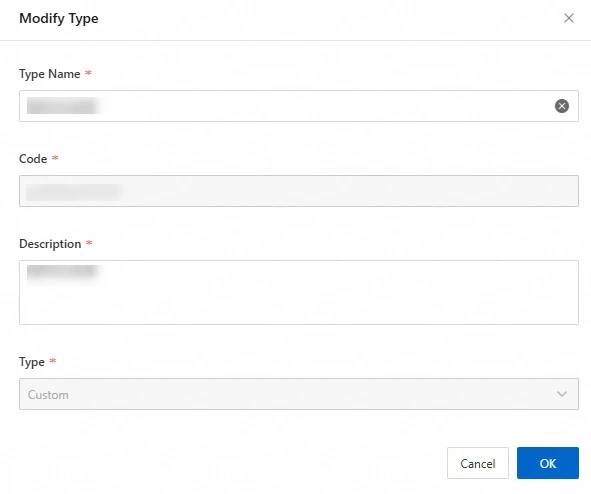 Modify Type
Type Name *
Code *
Description *
Type *
Custom
Cancel
OK